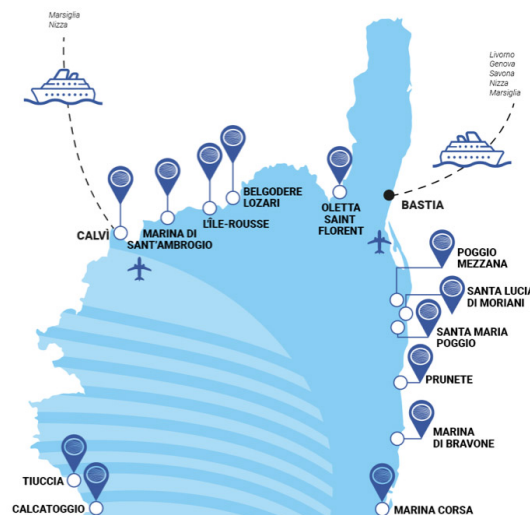 Marsiglia
Nizza
Livorno
Genova
Savona
Nizza
Marsiglia
BELGODERE
LOZARI
L'ÎLE-ROUSSE
MARINA DI
SANT'AMBROGIO
CALVÌ
OLETTA
SAINT
FLORENT
BASTIA
POGGIO
MEZZANA
SANTA LUCIA
DI MORIANI
SANTA MARIA
POGGIO
PRUNETE
MARINA
DI BRAVONE
TIUCCIA
CALCATOGGIO
MARINA CORSA